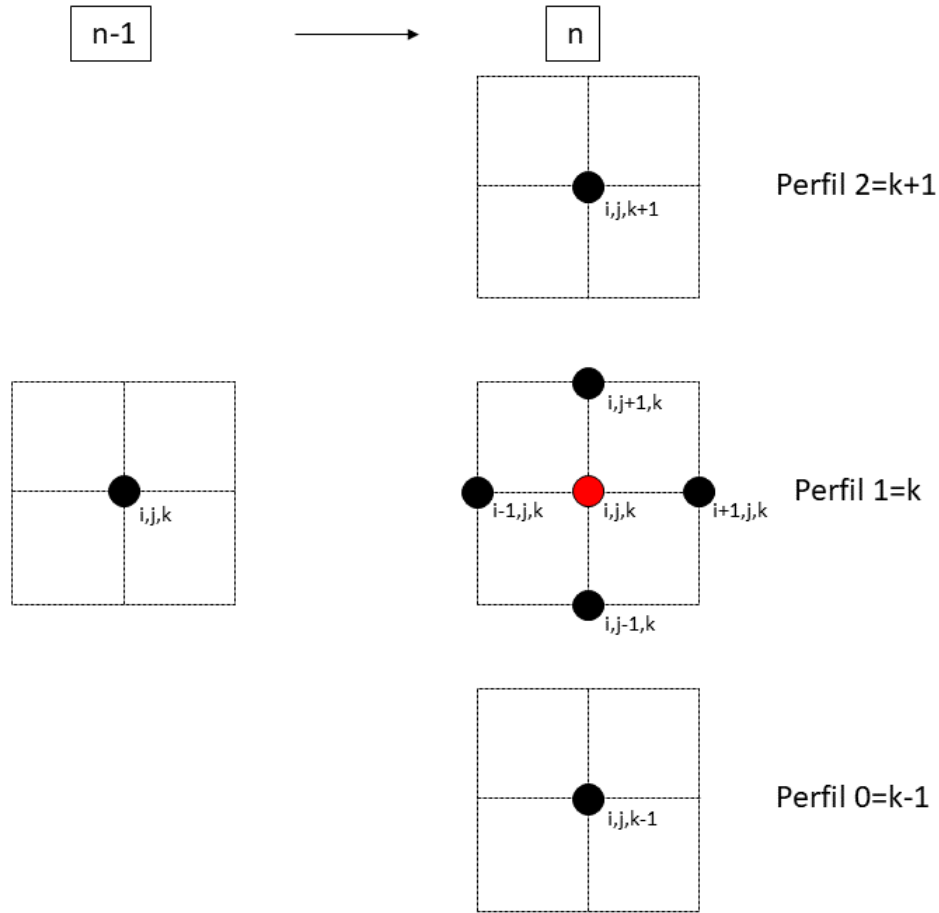 n-1
n
i,j,k+1
Perfil 2=k+1
i,j+1,k
i,j,k
i-1,j,k
i,j,k
i+1,j,k
Perfil 1=k
i,j-1,k
i,j,k-1
Perfil 0=k-1